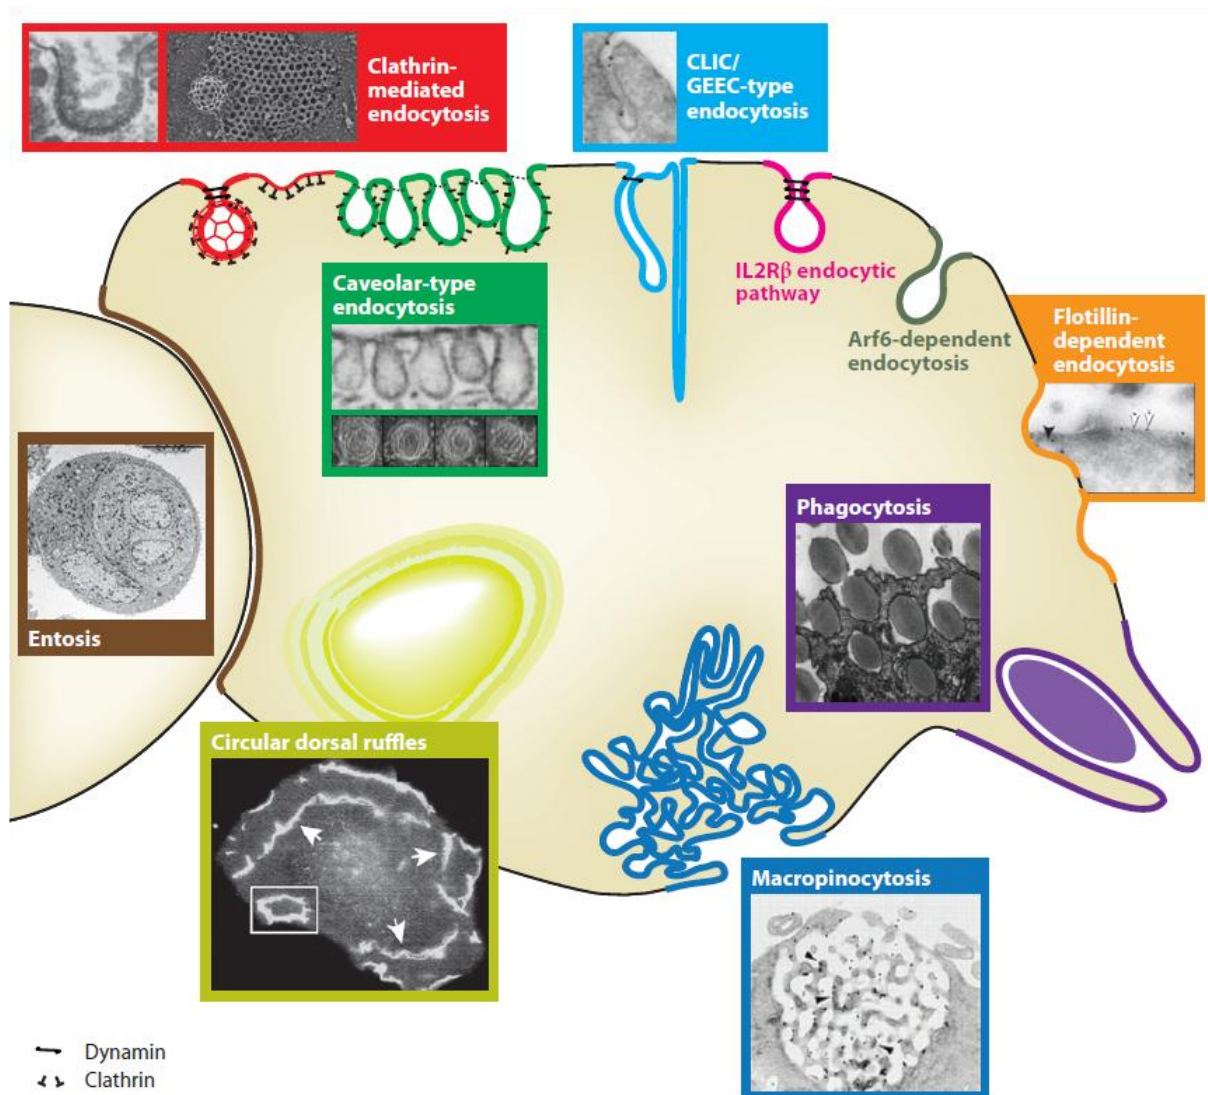 Clathrin-
mediated
endocytosis
CLIC/
GEEC-type
endocytosis
IL2Rβ endocytic
pathway
Caveolar-type
endocytosis
Arf6-dependent
endocytosis
Flotillin-
dependent
endocytosis
Phagocytosis
Entosis
Circular dorsal ruffles
Macropinocytosis
Dynamin
Clathrin